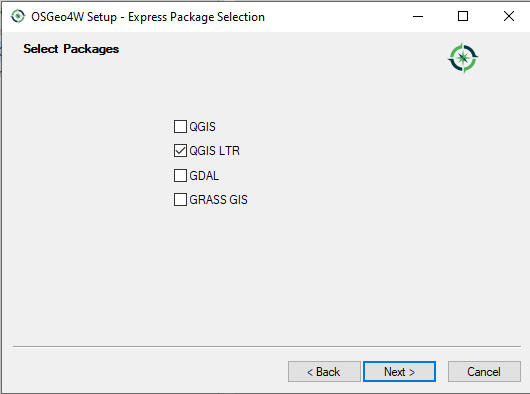 OSGeo4W Setup - Express Package Selection
Select Packages
QGIS
QGIS LTR
GDAL
GRASS GIS
< Back Next > Cancel